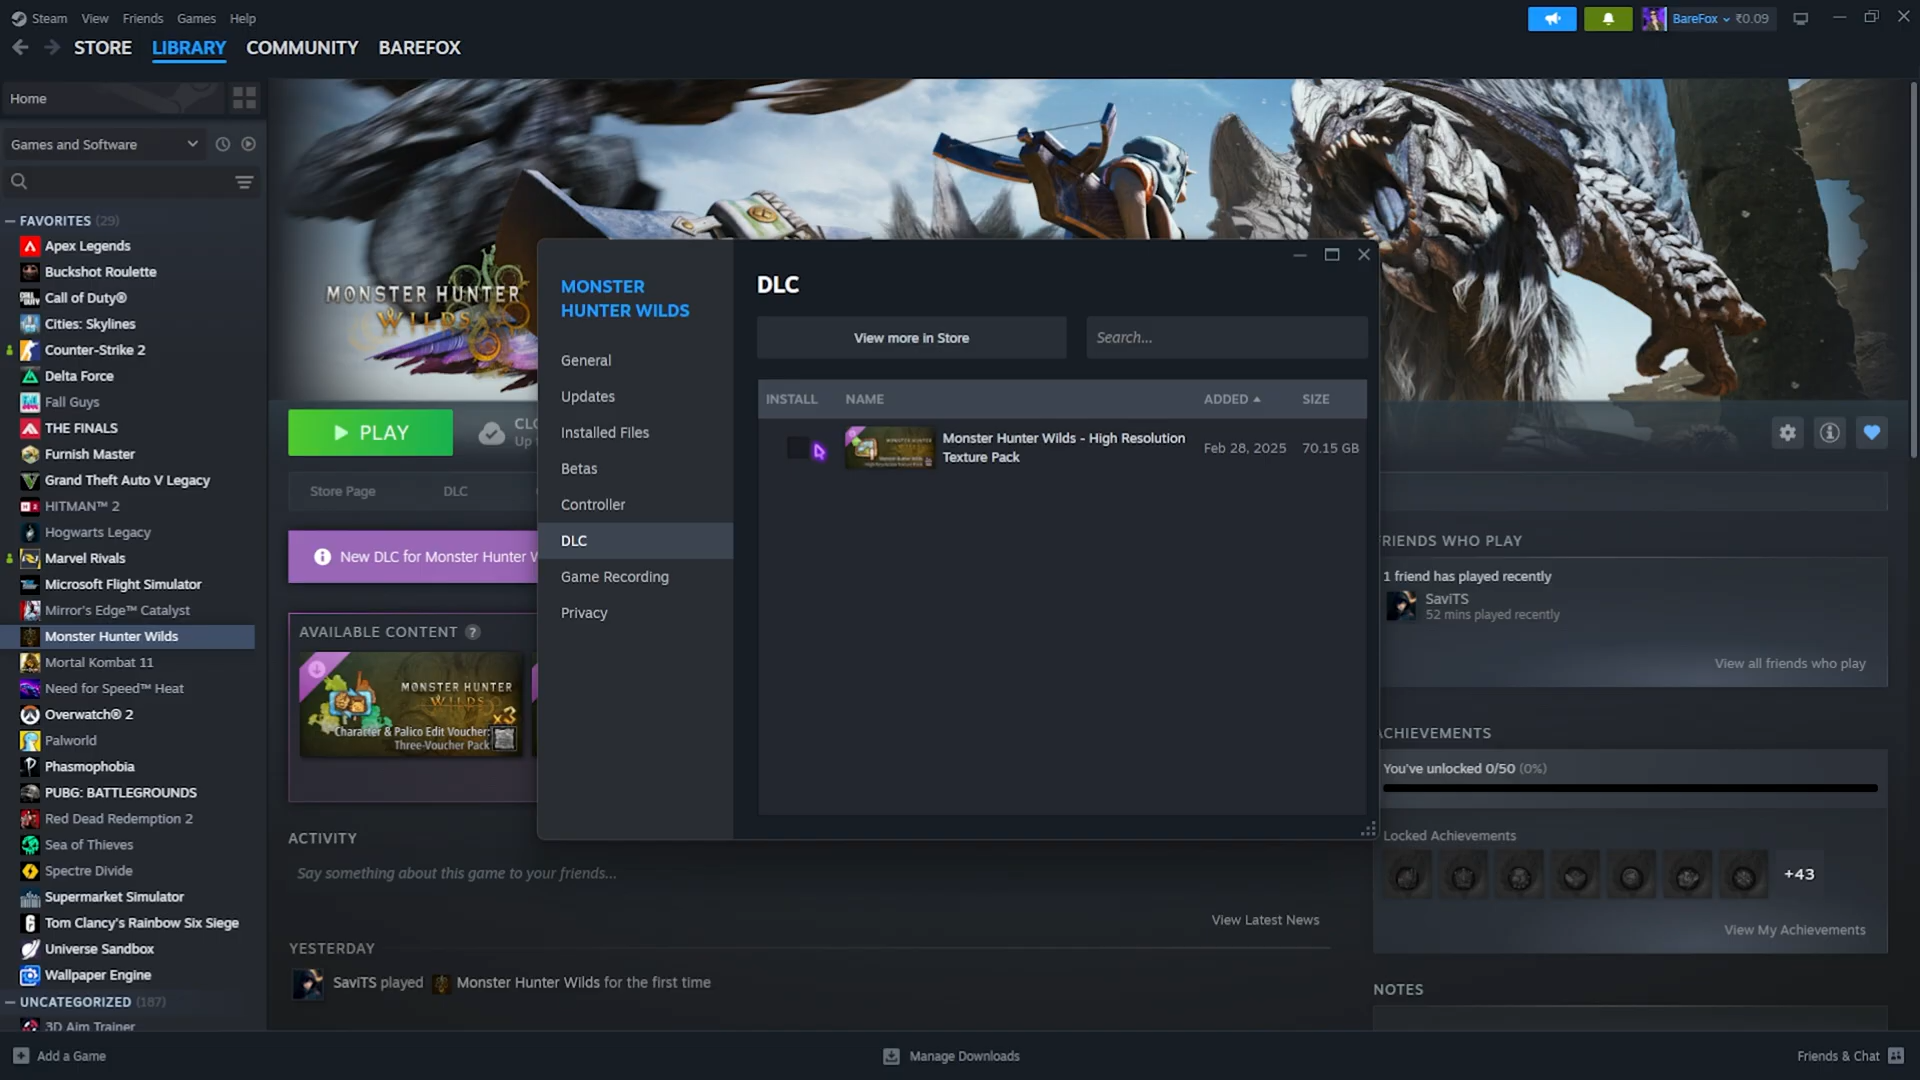 Steam View Friends Games Help
BareFox ₹0.09
STORE LIBRARY COMMUNITY BAREFOX
Home
Games and Software
FAVORITES (29)
Apex Legends
Buckshot Roulette
Call of Duty®
Cities: Skylines
Counter-Strike 2
Delta Force
Fall Guys
THE FINALS
Furnish Master
Grand Theft Auto V Legacy
HITMAN™ 2
Hogwarts Legacy
Marvel Rivals
Microsoft Flight Simulator
Mirror's Edge™ Catalyst
Monster Hunter Wilds
Mortal Kombat 11
Need for Speed™ Heat
Overwatch® 2
Palworld
Phasmophobia
PUBG: BATTLEGROUNDS
Red Dead Redemption 2
Sea of Thieves
Spectre Divide
Supermarket Simulator
Tom Clancy's Rainbow Six Siege
Universe Sandbox
Wallpaper Engine
UNCATEGORIZED (187)
3D Aim Trainer
MONSTER HUNTER
WILDS
PLAY
Store Page DLC
New DLC for Monster Hunter
AVAILABLE CONTENT ?
MONSTER HUNTER
WILDS
x3
Character & Palico Edit Voucher:
Three-Voucher Pack
ACTIVITY
Say something about this game to your friends...
View Latest News
YESTERDAY
SaviTS played Monster Hunter Wilds for the first time
MONSTER
HUNTER WILDS
General
Updates
Installed Files
Betas
Controller
DLC
Game Recording
Privacy
DLC
View more in Store
Search...
INSTALL NAME ADDED SIZE
Monster Hunter Wilds - High Resolution
Texture Pack
Feb 28, 2025 70.15 GB
RIENDS WHO PLAY
1 friend has played recently
SaviTS
52 mins played recently
View all friends who play
ACHIEVEMENTS
You've unlocked 0/50 (0%)
Locked Achievements
+43
View My Achievements
NOTES
Add a Game
Manage Downloads
Friends & Chat